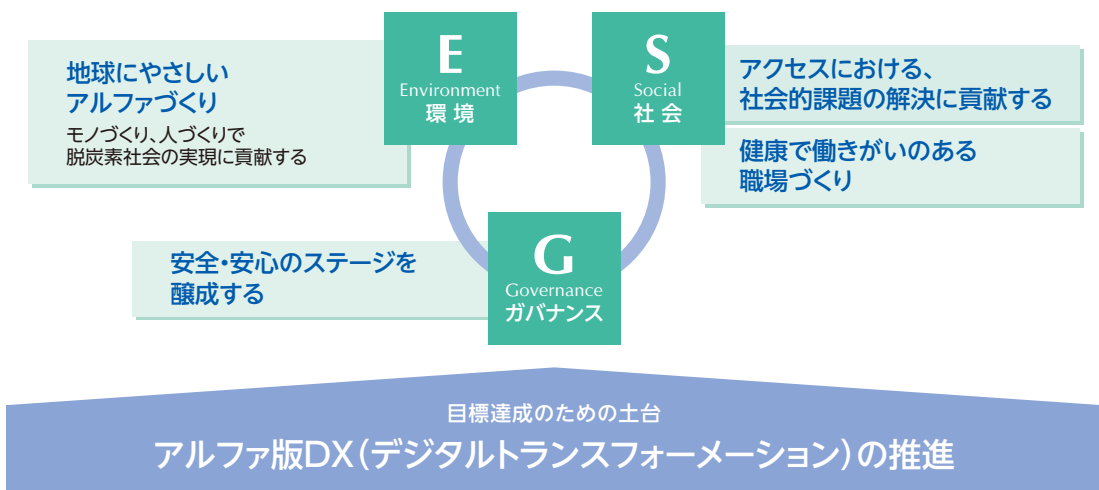 地球にやさしい
アルファづくり
モノづくり、人づくりで
脱炭素社会の実現に貢献する
E
Environment
環境
S
Social
社会
アクセスにおける、
社会的課題の解決に貢献する
健康で働きがいのある
職場づくり
安全・安心のステージを
醸成する
G
Governance
ガバナンス
目標達成のための土台
アルファ版DX(デジタルトランスフォーメーション)の推進